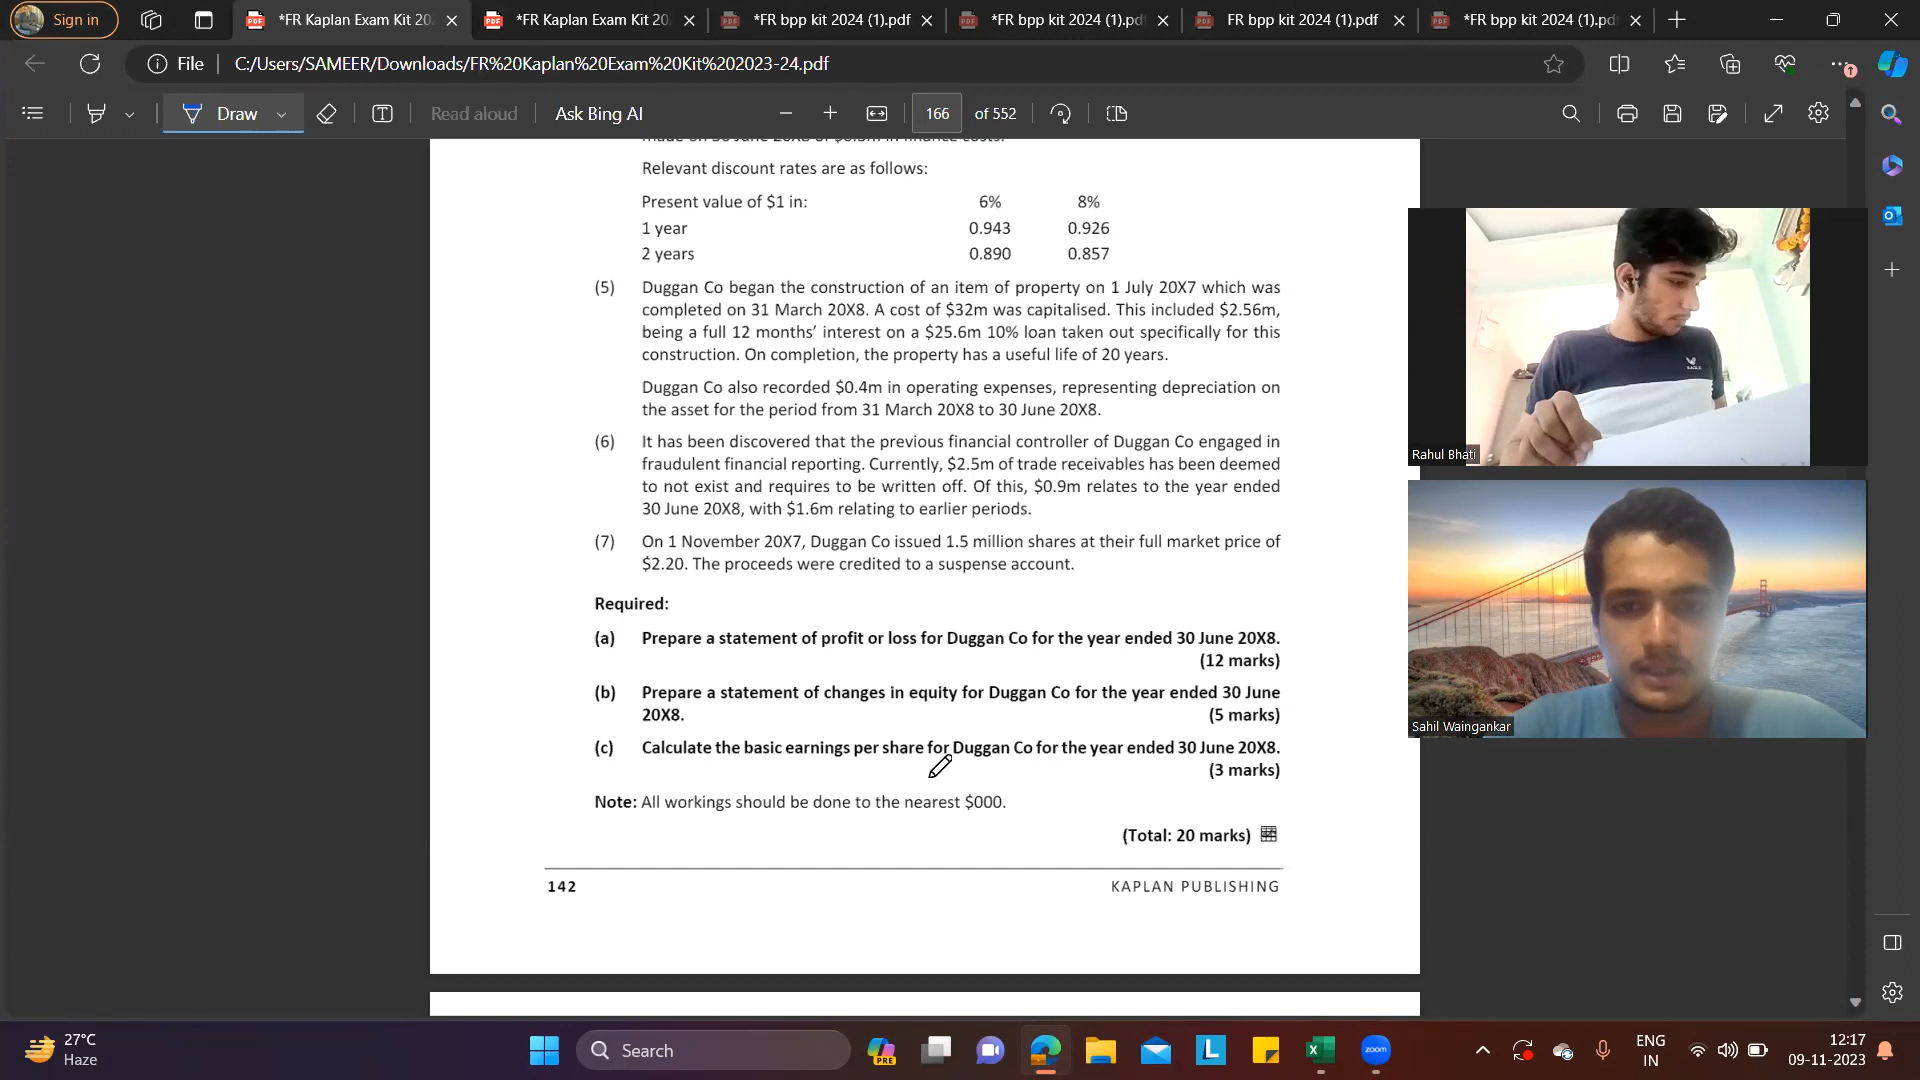 Sign in
*FR Kaplan Exam Kit 20
*FR Kaplan Exam Kit 20
*FR bpp kit 2024 (1).pdf
*FR bpp kit 2024 (1).pdf
FR bpp kit 2024 (1).pdf
*FR bpp kit 2024 (1).pdf
File
C:/Users/SAMEER/Downloads/FR%20Kaplan%20Exam%20Kit%202023-24.pdf
Draw
Read aloud
Ask Bing AI
166 of 552
made on 30 June 20X8 of $0.5m in finance costs.
Relevant discount rates are as follows:
Present value of $1 in: 6% 8%
1 year 0.943 0.926
2 years 0.890 0.857
(5) Duggan Co began the construction of an item of property on 1 July 20X7 which was
completed on 31 March 20X8. A cost of $32m was capitalised. This included $2.56m,
being a full 12 months’ interest on a $25.6m 10% loan taken out specifically for this
construction. On completion, the property has a useful life of 20 years.
Duggan Co also recorded $0.4m in operating expenses, representing depreciation on
the asset for the period from 31 March 20X8 to 30 June 20X8.
(6) It has been discovered that the previous financial controller of Duggan Co engaged in
fraudulent financial reporting. Currently, $2.5m of trade receivables has been deemed
to not exist and requires to be written off. Of this, $0.9m relates to the year ended
30 June 20X8, with $1.6m relating to earlier periods.
(7) On 1 November 20X7, Duggan Co issued 1.5 million shares at their full market price of
$2.20. The proceeds were credited to a suspense account.
Required:
(a) Prepare a statement of profit or loss for Duggan Co for the year ended 30 June 20X8.
(12 marks)
(b) Prepare a statement of changes in equity for Duggan Co for the year ended 30 June
20X8. (5 marks)
(c) Calculate the basic earnings per share for Duggan Co for the year ended 30 June 20X8.
(3 marks)
Note: All workings should be done to the nearest $000.
(Total: 20 marks)
142 KAPLAN PUBLISHING
Rahul Bhati
Sahil Waingankar
27°C
Haze
Search
PRE
L
zoom
ENG
IN
12:17
09-11-2023